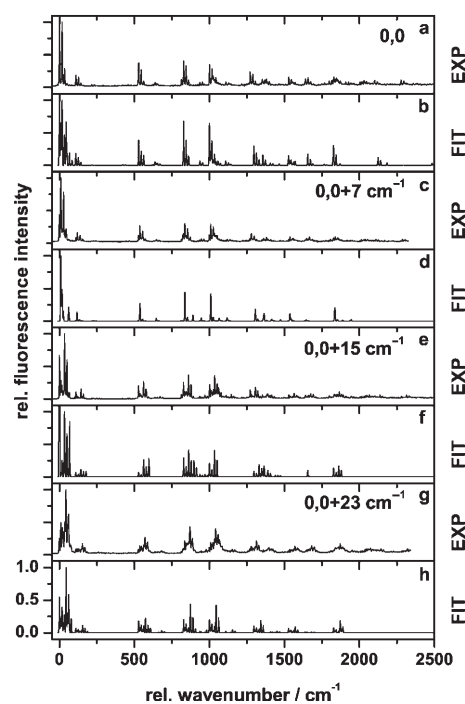 0,0 a
EXP
b
FIT
0,0+7 cm⁻¹ c
EXP
d
FIT
0,0+15 cm⁻¹ e
EXP
f
FIT
0,0+23 cm⁻¹ g
EXP
1.0 h
0.5
0.0
FIT
rel. fluorescence intensity
0 500 1000 1500 2000 2500
rel. wavenumber / cm⁻¹